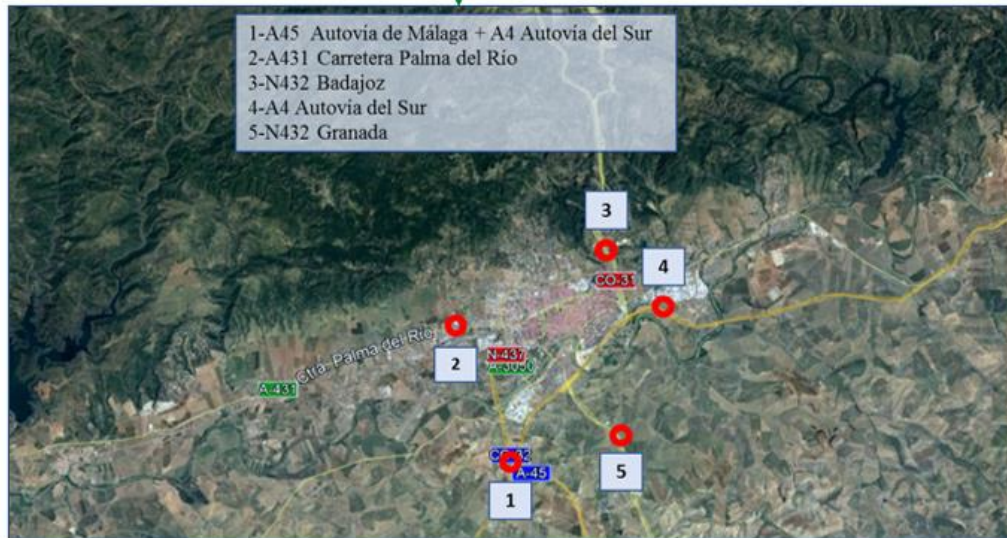 1-A45 Autovía de Málaga + A4 Autovía del Sur
2-A431 Carretera Palma del Río
3-N432 Badajoz
4-A4 Autovía del Sur
5-N432 Granada
3
4
CO-31
Ctra. Palma del Río
2
N-437
A-3050
A-431
CO-32
A-45
1
5